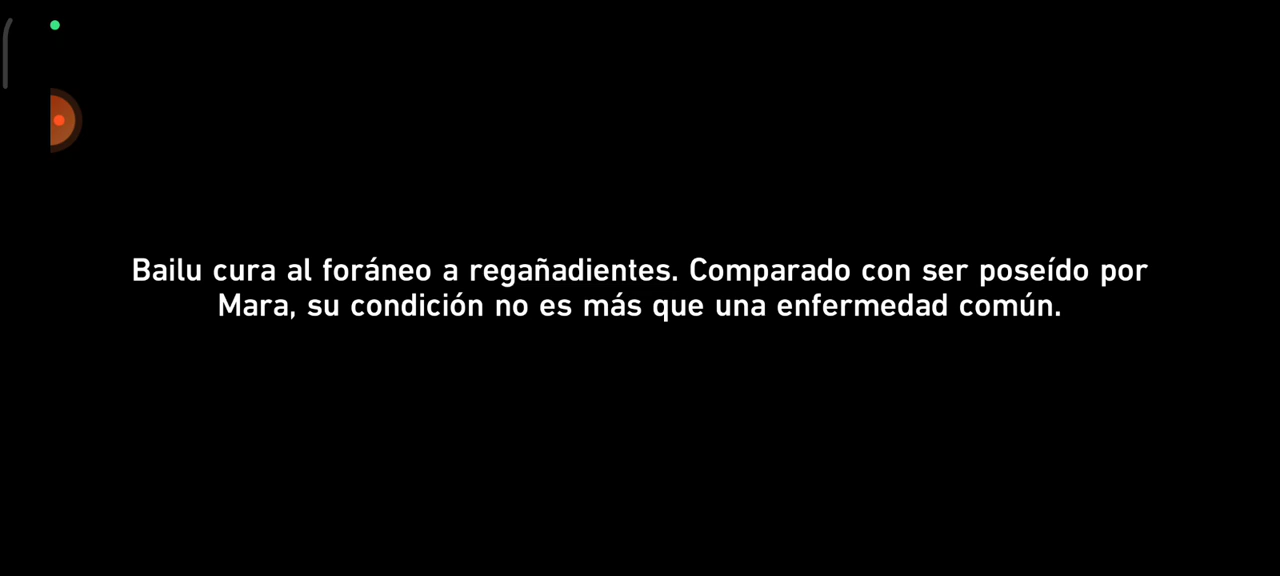 Bailu cura al foráneo a regañadientes. Comparado con ser poseído por
Mara, su condición no es más que una enfermedad común.